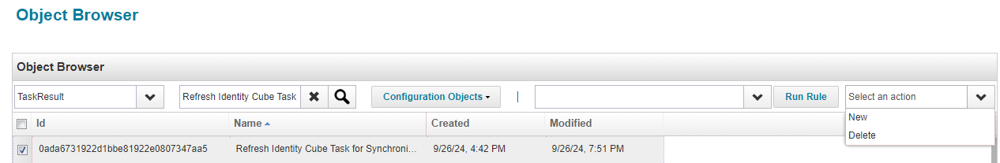 Object Browser
Object Browser
TaskResult Refresh Identity Cube Task Configuration Objects | Run Rule Select an action
New
Delete
Id Name Created Modified
0ada6731922d1bbe81922e0807347aa5 Refresh Identity Cube Task for Synchroni... 9/26/24, 4:42 PM 9/26/24, 7:51 PM